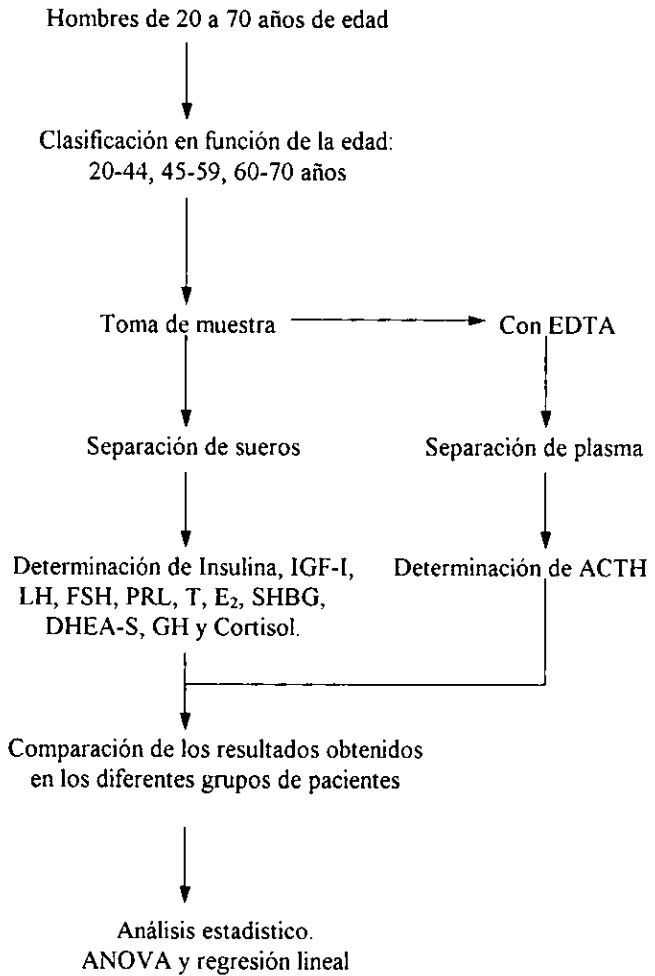 Hombres de 20 a 70 años de edad
Clasificación en función de la edad:
20-44, 45-59, 60-70 años
Toma de muestra
Con EDTA
Separación de sueros
Separación de plasma
Determinación de Insulina, IGF-I,
LH, FSH, PRL, T, E₂, SHBG,
DHEA-S, GH y Cortisol.
Determinación de ACTH
Comparación de los resultados obtenidos
en los diferentes grupos de pacientes
Análisis estadístico.
ANOVA y regresión lineal